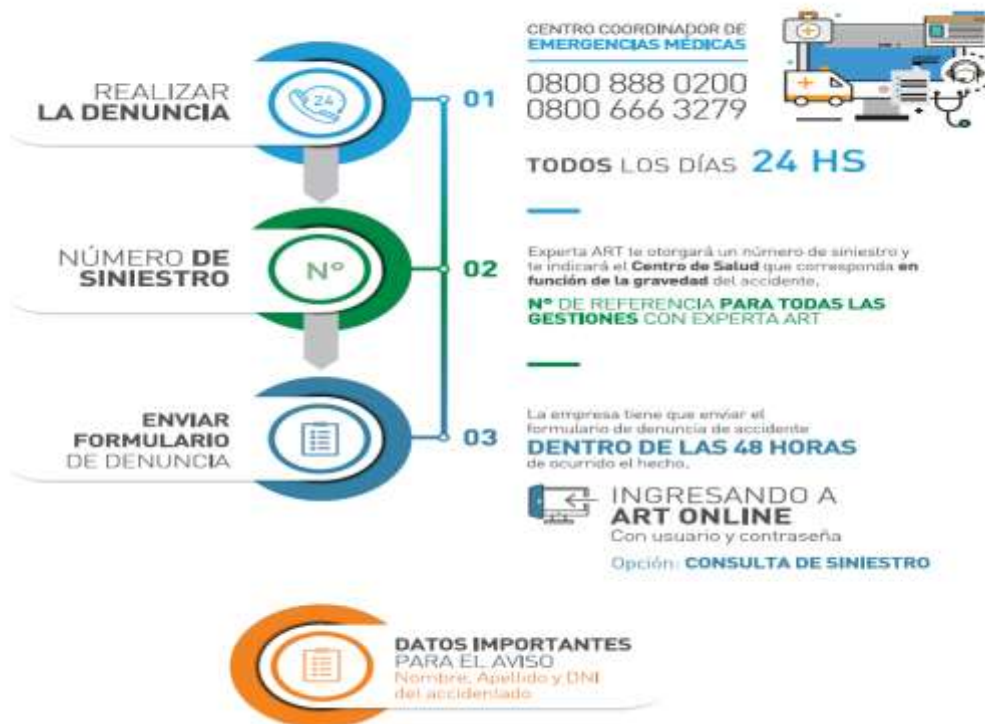 REALIZAR
LA DENUNCIA
24
01
CENTRO COORDINADOR DE
EMERGENCIAS MÉDICAS
0800 888 0200
0800 666 3279
TODOS LOS DÍAS 24 HS
NÚMERO DE
SINIESTRO
Nº
02
Experta ART te otorgará un número de siniestro y
te indicará el Centro de Salud que corresponda en
función de la gravedad del accidente.
Nº DE REFERENCIA PARA TODAS LAS
GESTIONES CON EXPERTA ART
ENVIAR
FORMULARIO
DE DENUNCIA
03
La empresa tiene que enviar el
formulario de denuncia de accidente
DENTRO DE LAS 48 HORAS
de ocurrido el hecho.
INGRESANDO A
ART ONLINE
Con usuario y contraseña
Opción: CONSULTA DE SINIESTRO
DATOS IMPORTANTES
PARA EL AVISO
Nombre, Apellido y DNI
del accidentado